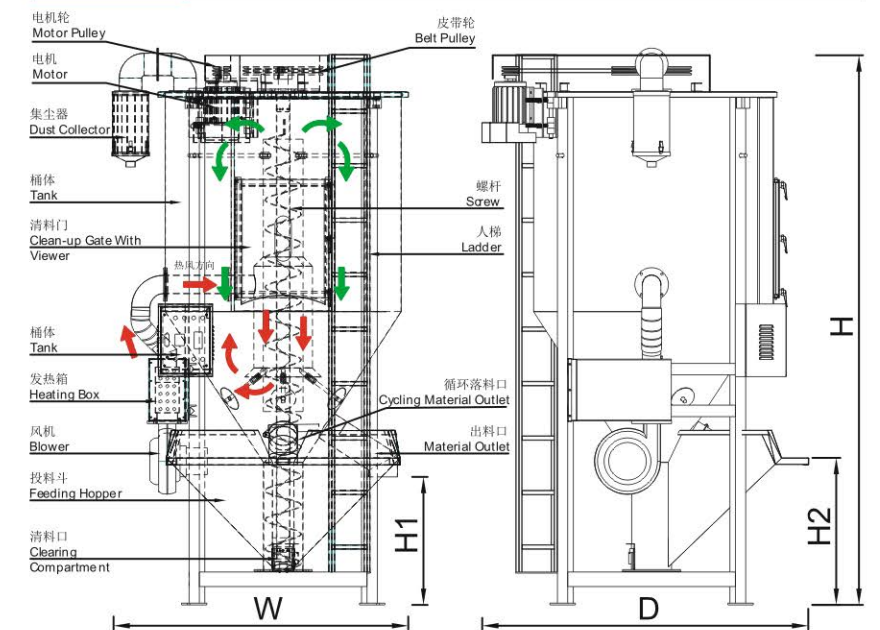 电机轮
Motor Pulley
皮带轮
Belt Pulley
电机
Motor
集尘器
Dust Collector
桶体
Tank
螺杆
Screw
清料门
Clean-up Gate With
Viewer
人梯
Ladder
热风方向
桶体
Tank
发热箱
Heating Box
循环落料口
Cycling Material Outlet
风机
Blower
出料口
Material Outlet
投料斗
Feeding Hopper
清料口
Clearing
Compartment
H1
W
H
H2
D